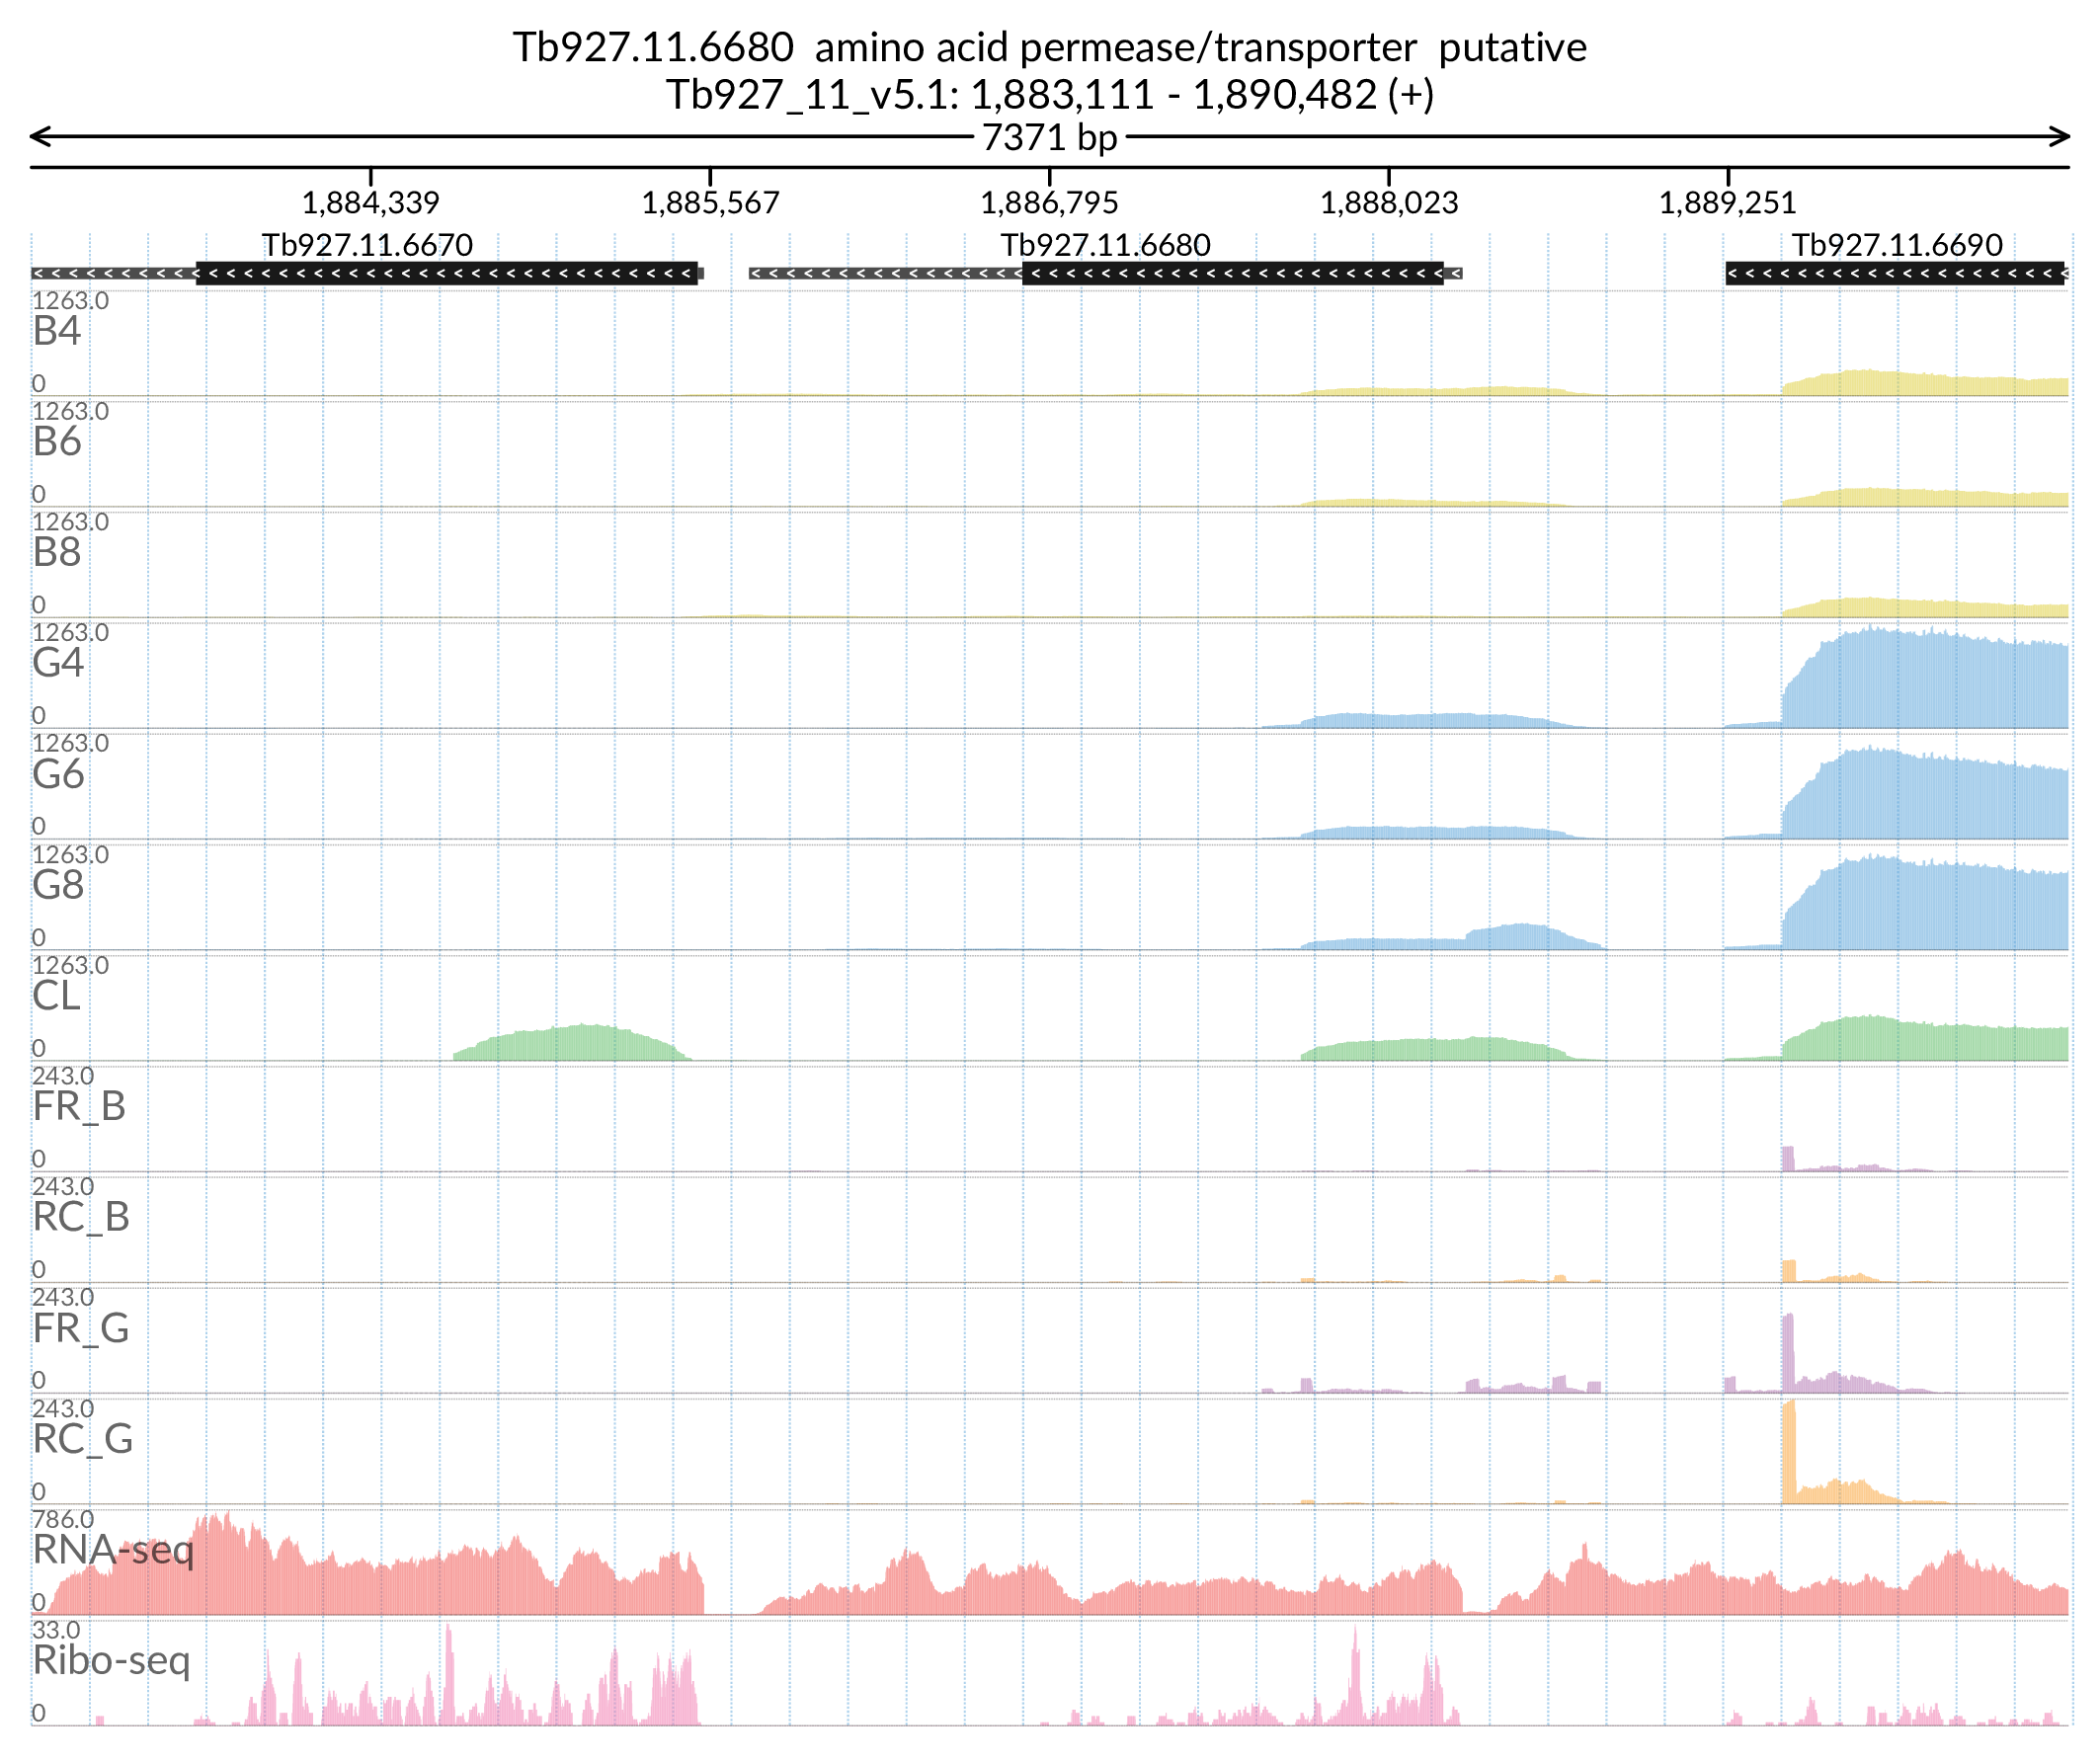 Tb927.11.6680 amino acid permease/transporter putative
Tb927_11_v5.1: 1,883,111 - 1,890,482 (+)
7371 bp
1,884,339 1,885,567 1,886,795 1,888,023 1,889,251
Tb927.11.6670 Tb927.11.6680 Tb927.11.6690
1263.0
B4
0
1263.0
B6
0
1263.0
B8
0
1263.0
G4
0
1263.0
G6
0
1263.0
G8
0
1263.0
CL
0
243.0
FR_B
0
243.0
RC_B
0
243.0
FR_G
0
243.0
RC_G
0
786.0
RNA-seq
0
33.0
Ribo-seq
0